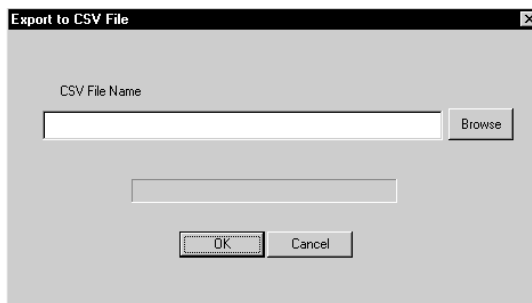 Export to CSV File
CSV File Name
Browse
OK
Cancel